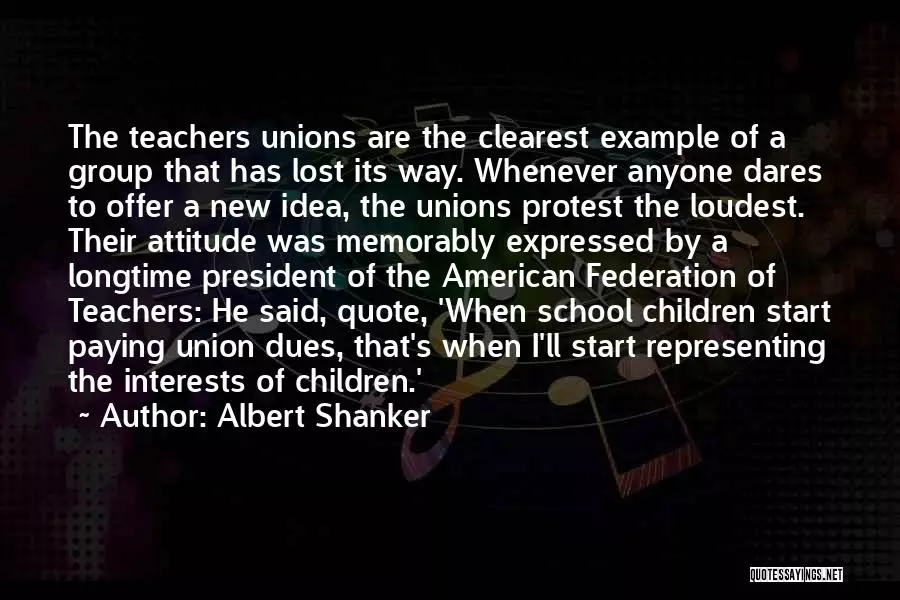 The teachers unions are the clearest example of a
group that has lost its way. Whenever anyone dares
to offer a new idea, the unions protest the loudest.
Their attitude was memorably expressed by a
longtime president of the American Federation of
Teachers: He said, quote, 'When school children start
paying union dues, that's when I'll start representing
the interests of children.'
~ Author: Albert Shanker
QUOTESSAYINGS.NET